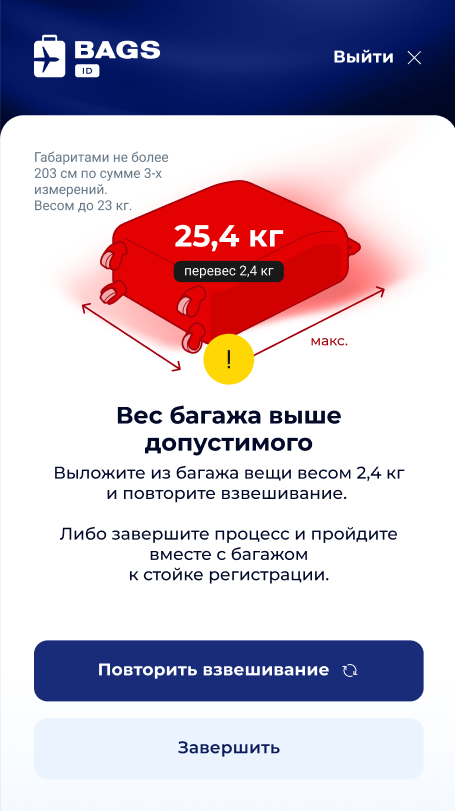 BAGS
ID
Выйти
Габаритами не более
203 см по сумме 3-х
измерений.
Весом до 23 кг.
25,4 кг
перевес 2,4 кг
макс.
!
Вес багажа выше
допустимого
Выложите из багажа вещи весом 2,4 кг
и повторите взвешивание.
Либо завершите процесс и пройдите
вместе с багажом
к стойке регистрации.
Повторить взвешивание
Завершить